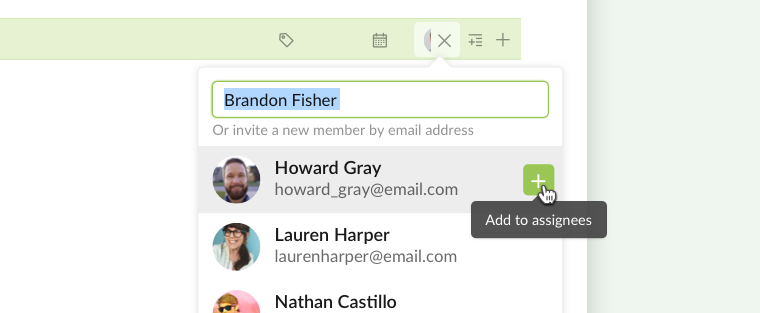 Brandon Fisher
Or invite a new member by email address
Howard Gray
howard_gray@email.com
Add to assignees
Lauren Harper
laurenharper@email.com
Nathan Castillo